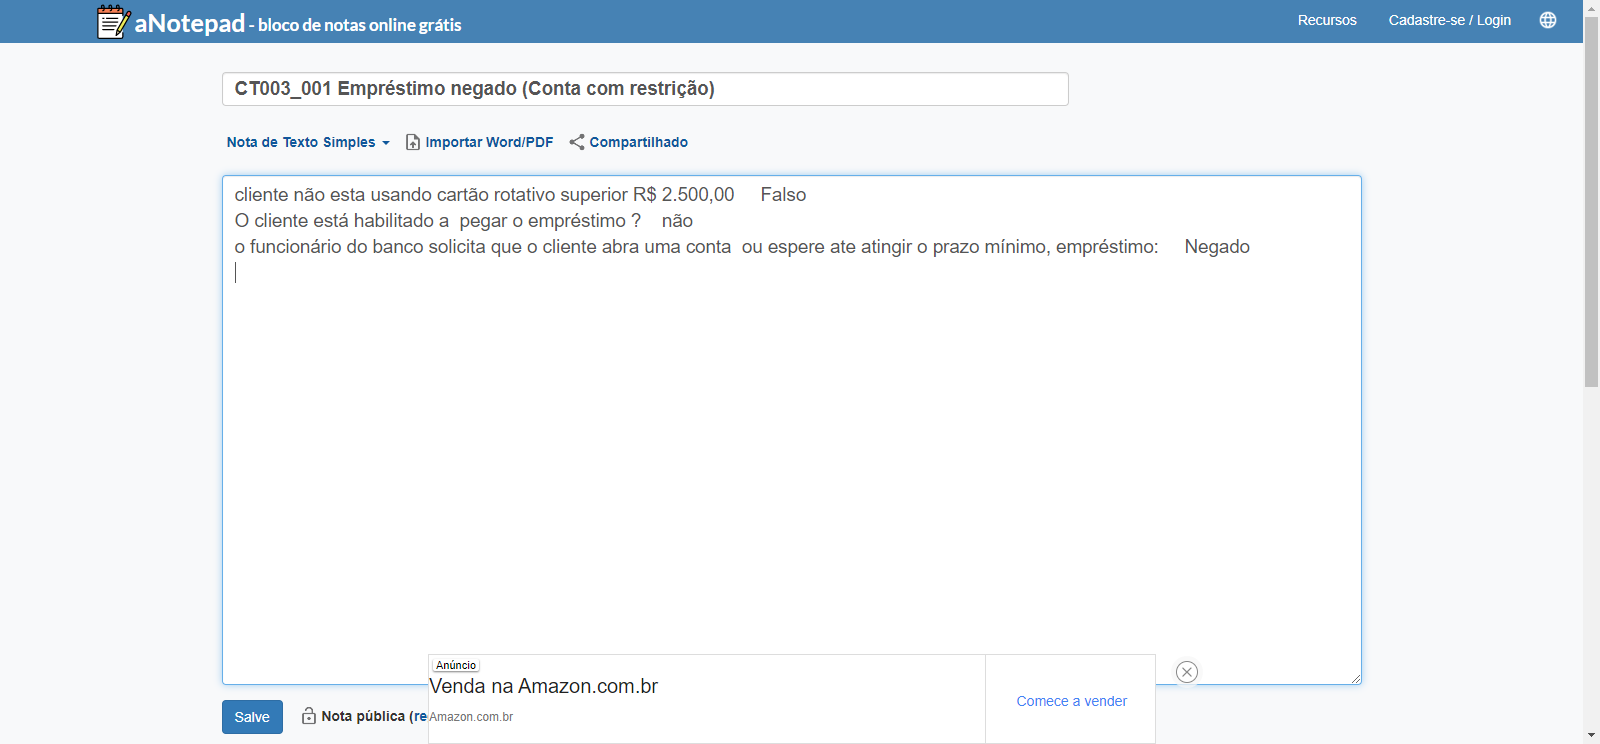 aNotepad - bloco de notas online grátis
Recursos
Cadastre-se / Login
CT003_001 Empréstimo negado (Conta com restrição)
Nota de Texto Simples
Importar Word/PDF
Compartilhado
cliente não esta usando cartão rotativo superior R$ 2.500,00     Falso
O cliente está habilitado a  pegar o empréstimo ?    não
o funcionário do banco solicita que o cliente abra uma conta  ou espere ate atingir o prazo mínimo, empréstimo:     Negado
Anúncio
Venda na Amazon.com.br
Amazon.com.br
Comece a vender
Salve
Nota pública (re